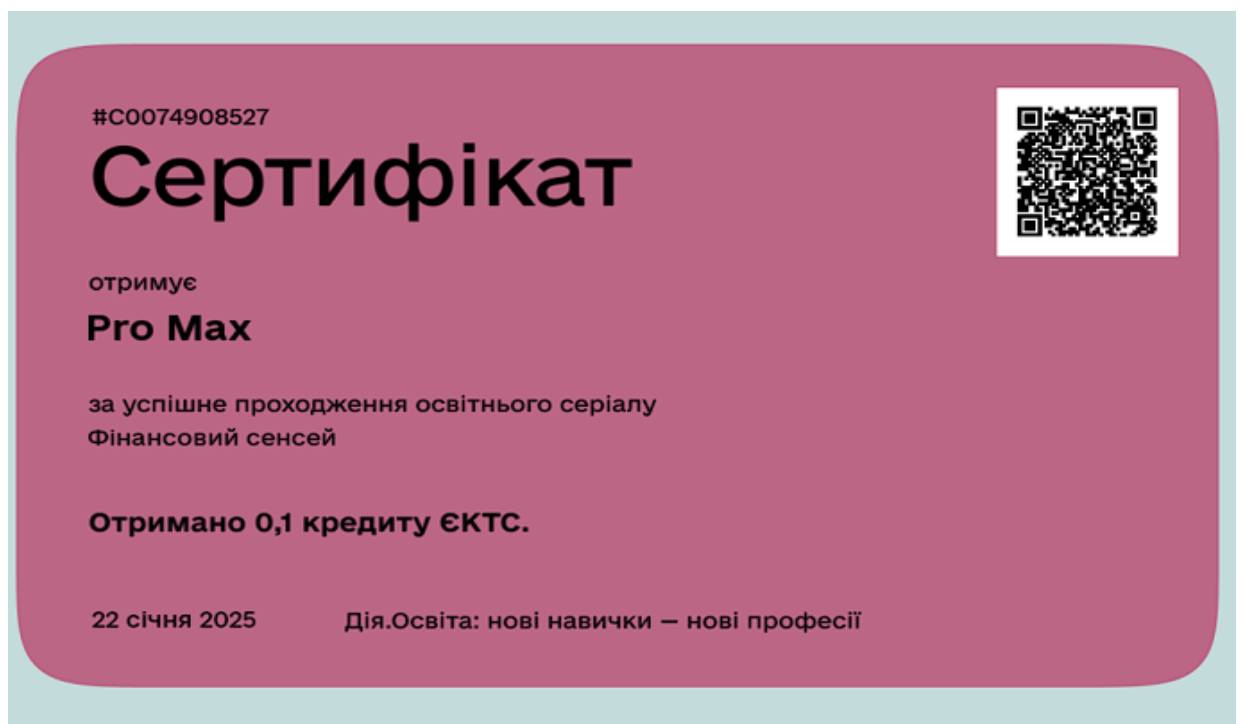 #C0074908527
Сертифікат
отримує
Pro Max
за успішне проходження освітнього серіалу
Фінансовий сенсей
Отримано 0,1 кредиту ЄКТС.
22 січня 2025 Дія.Освіта: нові навички — нові професії